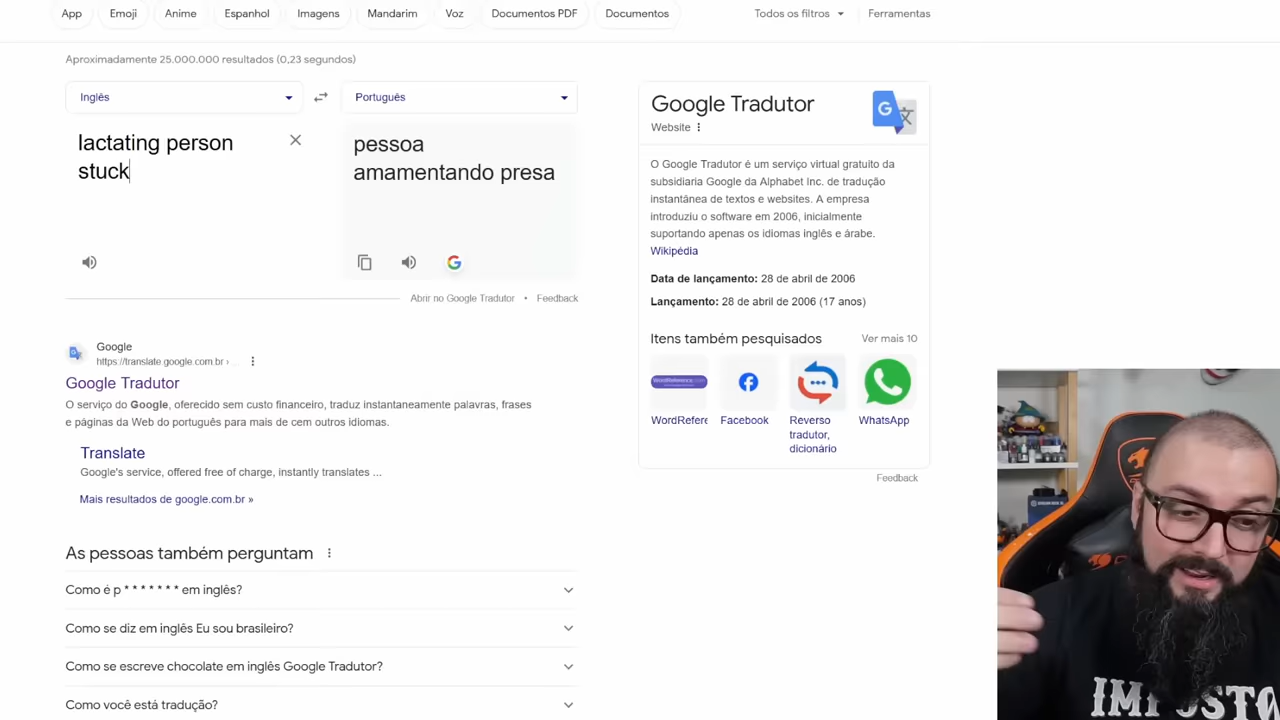 App
Emoji
Anime
Espanhol
Imagens
Mandarim
Voz
Documentos PDF
Documentos
Todos os filtros
Ferramentas
Aproximadamente 25.000.000 resultados (0,23 segundos)
Inglês
Português
lactating person
stuck
pessoa
amamentando presa
Abrir no Google Tradutor • Feedback
Google
https://translate.google.com.br › ...
Google Tradutor
O serviço do Google, oferecido sem custo financeiro, traduz instantaneamente palavras, frases
e páginas da Web do português para mais de cem outros idiomas.
Translate
Google's service, offered free of charge, instantly translates ...
Mais resultados de google.com.br »
As pessoas também perguntam
Como é p * * * * * * * em inglês?
Como se diz em inglês Eu sou brasileiro?
Como se escreve chocolate em inglês Google Tradutor?
Como você está tradução?
Google Tradutor
Website
O Google Tradutor é um serviço virtual gratuito da
subsidiaria Google da Alphabet Inc. de tradução
instantânea de textos e websites. A empresa
introduziu o software em 2006, inicialmente
suportando apenas os idiomas inglês e árabe.
Wikipédia
Data de lançamento: 28 de abril de 2006
Lançamento: 28 de abril de 2006 (17 anos)
Itens também pesquisados
Ver mais 10
WordRefere
Facebook
Reverso
tradutor,
dicionário
WhatsApp
Feedback
IMPOSTO